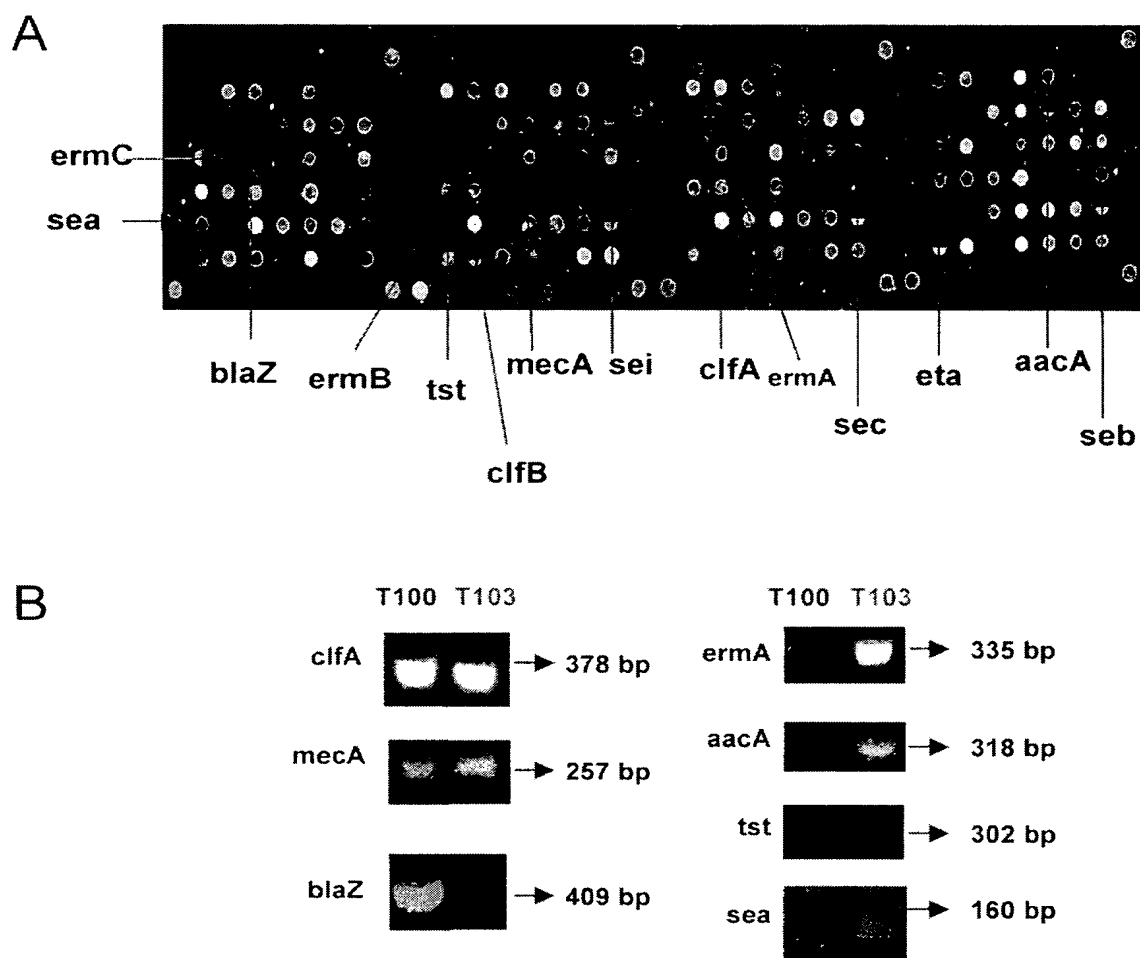 A
ermC
sea
blaZ
ermB
tst
clfB
mecA
sei
clfA
ermA
sec
eta
aacA
seb
B
T100 T103
clfA 378 bp
mecA 257 bp
blaZ 409 bp
T100 T103
ermA 335 bp
aacA 318 bp
tst 302 bp
sea 160 bp